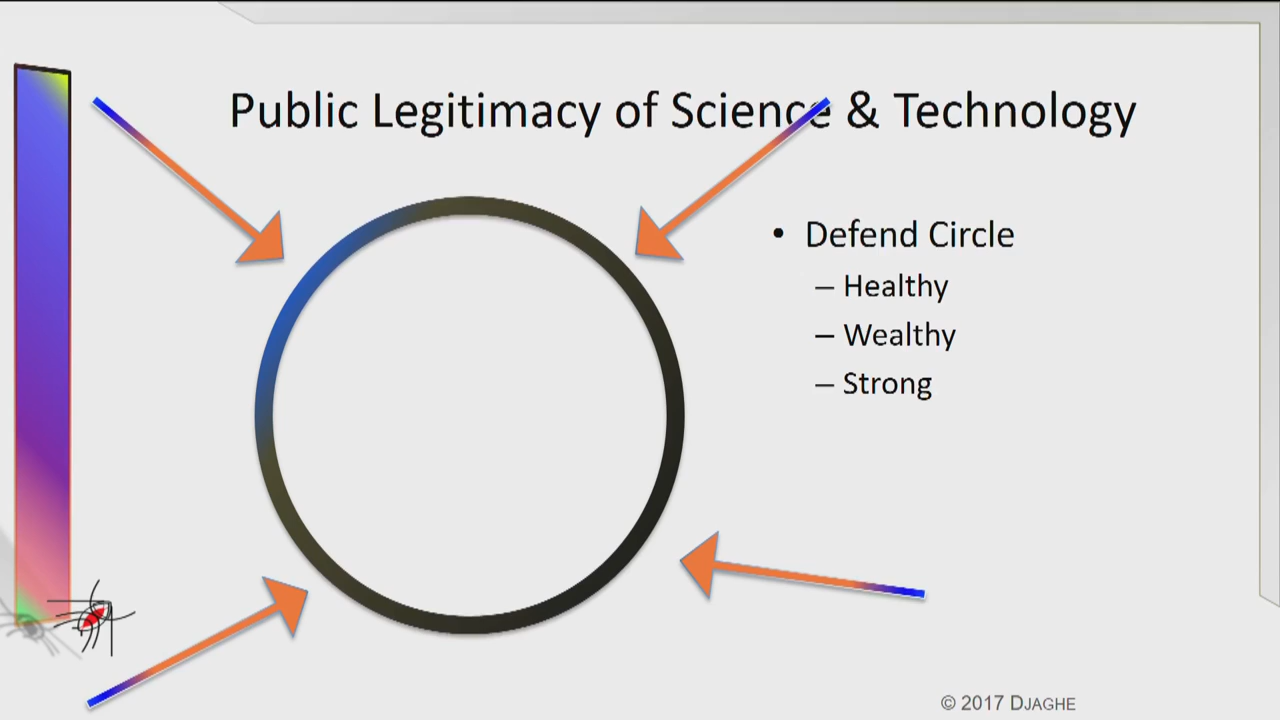 Public Legitimacy of Science & Technology
• Defend Circle
– Healthy
– Wealthy
– Strong
© 2017 DJAGHE